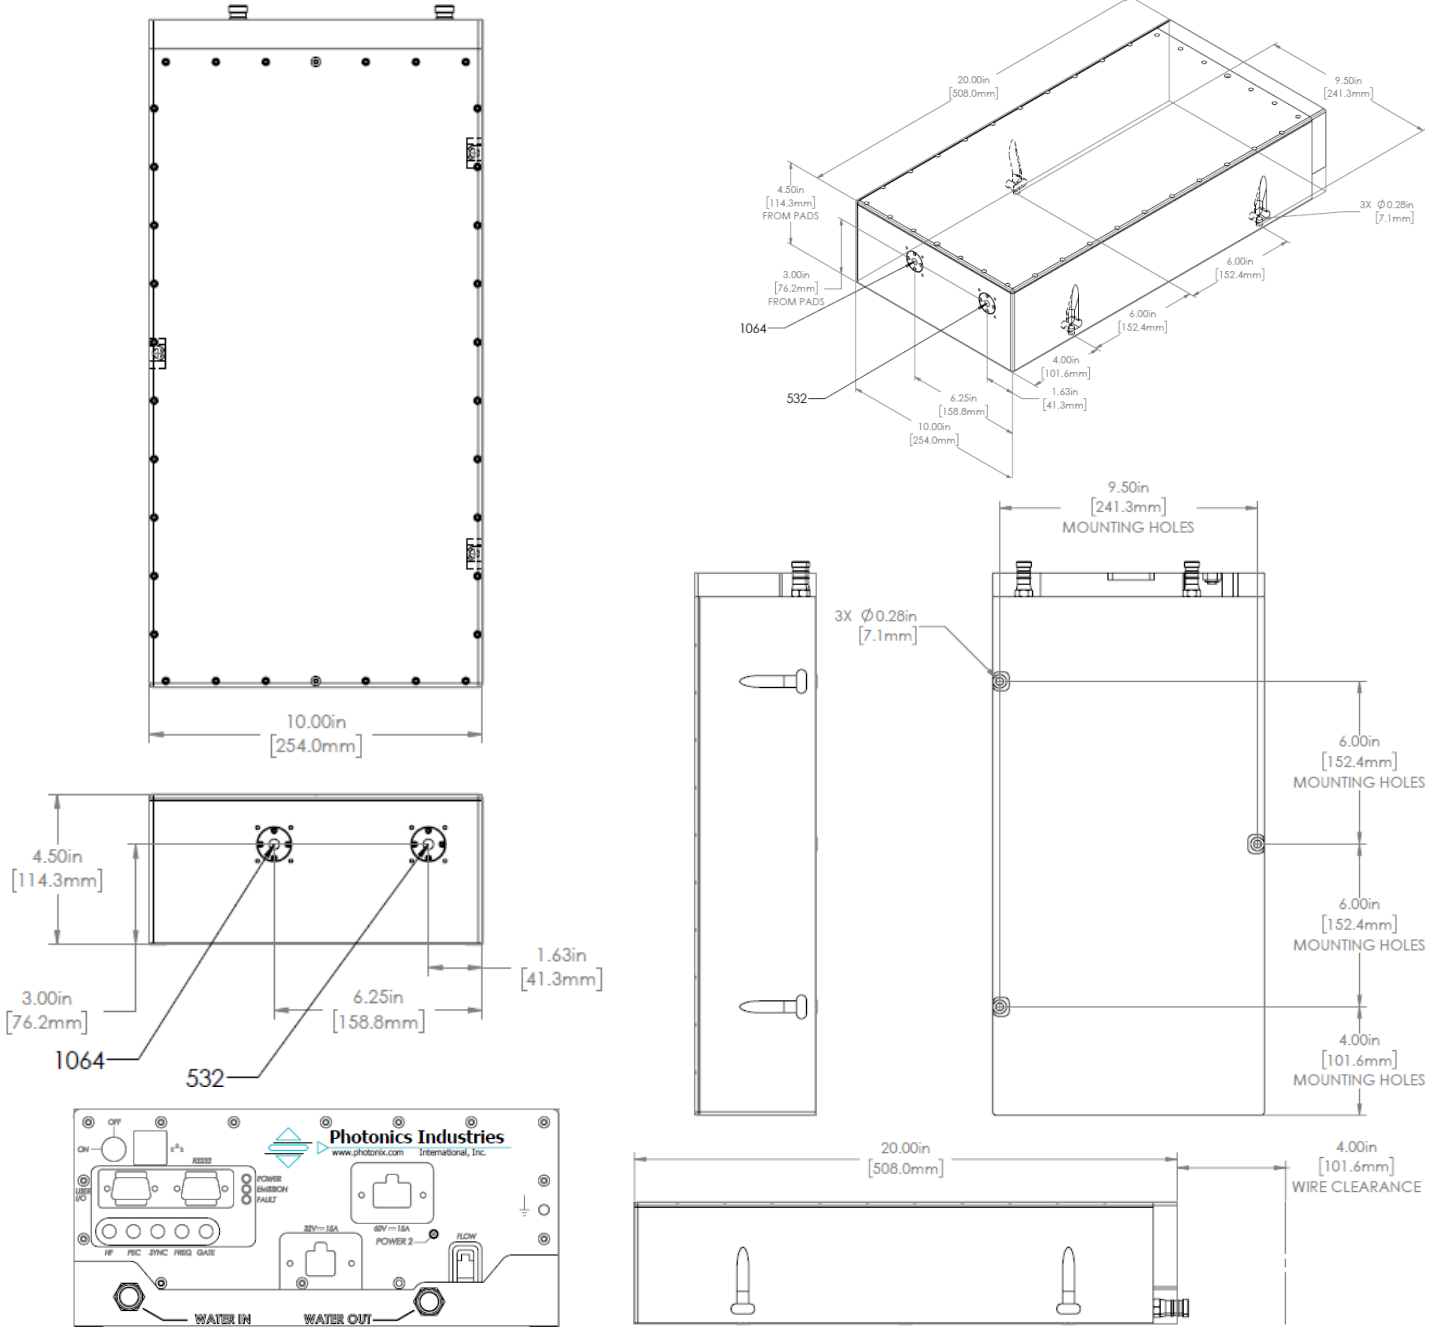 20.00in
[508.0mm]
9.50in
[241.3mm]
4.50in
[114.3mm]
FROM PADS
3X Ø0.28in
[7.1mm]
3.00in
[76.2mm]
FROM PADS
6.00in
[152.4mm]
6.00in
[152.4mm]
1064
4.00in
[101.6mm]
532
1.63in
[41.3mm]
6.25in
[158.8mm]
10.00in
[254.0mm]
9.50in
[241.3mm]
MOUNTING HOLES
3X Ø0.28in
[7.1mm]
10.00in
[254.0mm]
6.00in
[152.4mm]
MOUNTING HOLES
4.50in
[114.3mm]
6.00in
[152.4mm]
MOUNTING HOLES
1.63in
[41.3mm]
3.00in
[76.2mm]
6.25in
[158.8mm]
1064
532
4.00in
[101.6mm]
MOUNTING HOLES
OFF
ON
Photonics Industries
www.photonix.com International, Inc.
RS232
USER
I/O
POWER
EMISSION
FAULT
32V 15A
60V 15A
POWER 2
FLOW
HF PEC SYNC FREQ GATE
WATER IN
WATER OUT
20.00in
[508.0mm]
4.00in
[101.6mm]
WIRE CLEARANCE